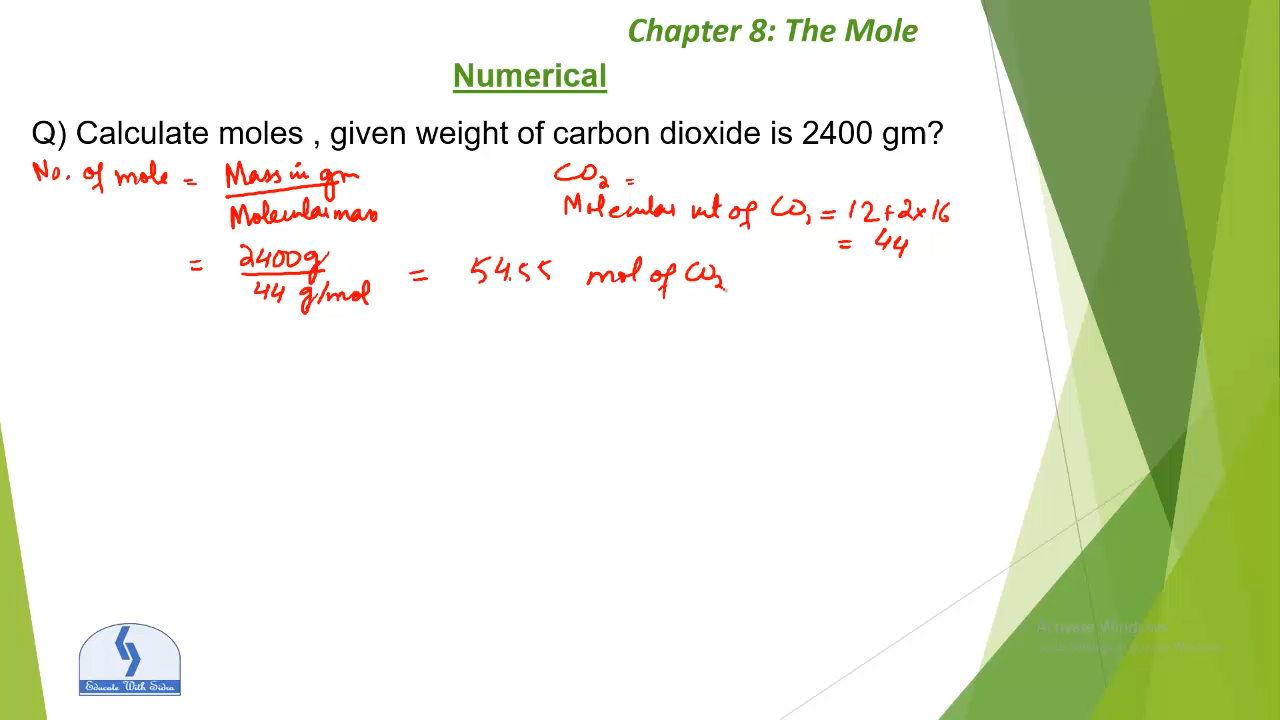 Chapter 8: The Mole
Numerical
Q) Calculate moles , given weight of carbon dioxide is 2400 gm?
No. of mole = Mass in gm
Molecular mass
CO2 =
Molecular wt of CO2 = 12+2×16
= 44
= 2400g
44 g/mol
= 54.55 mol of CO2
Activate Windows
Educate With Sidra